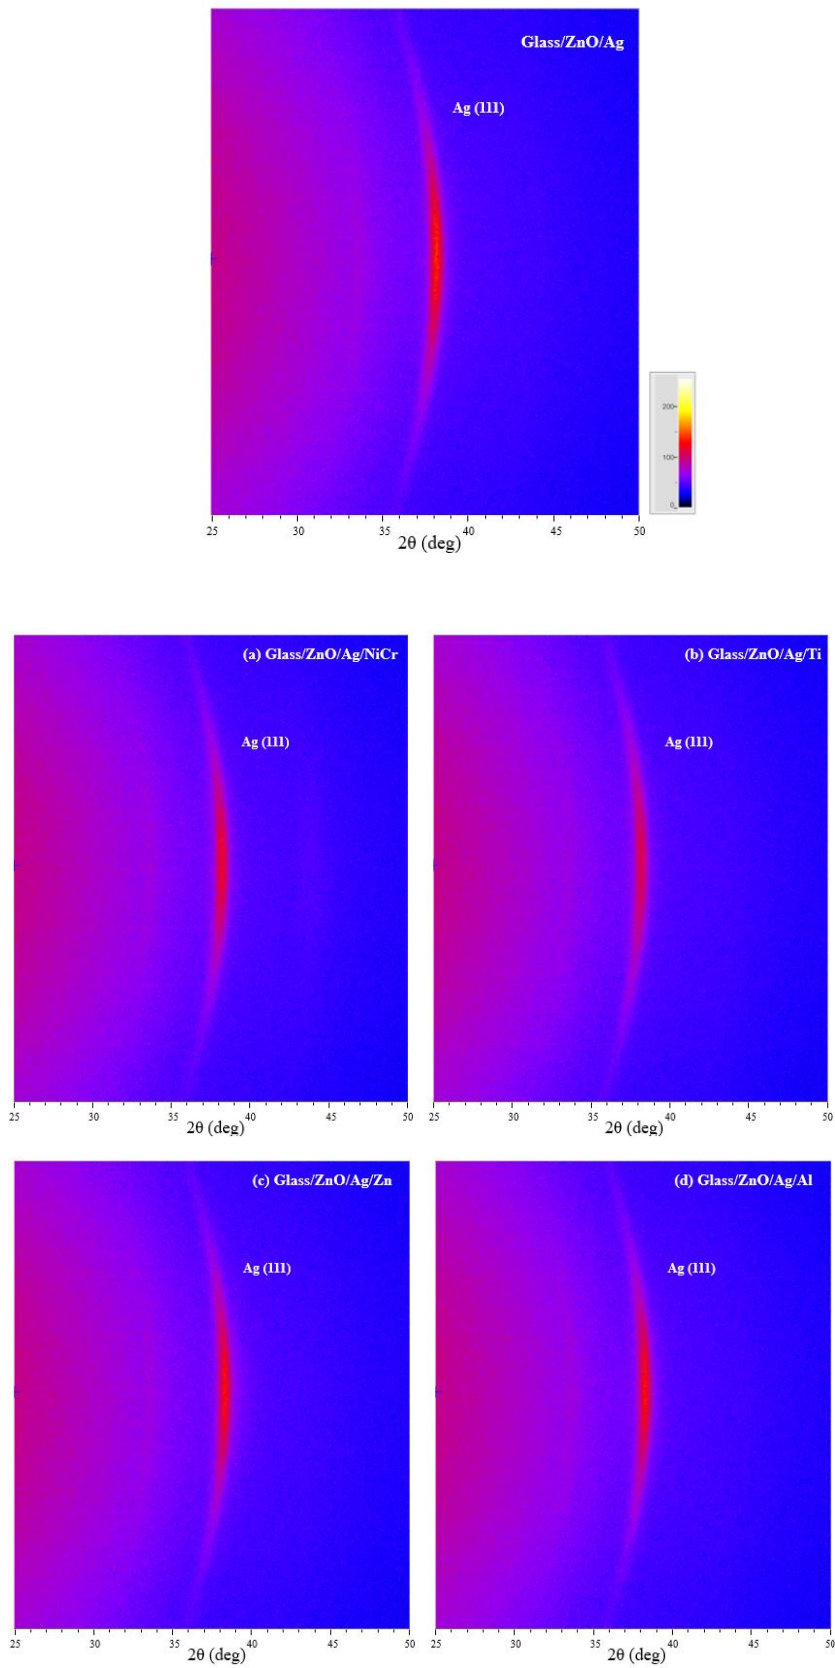 Glass/ZnO/Ag
Ag (111)
200
100
0
25 30 35 40 45 50
2θ (deg)
(a) Glass/ZnO/Ag/NiCr
Ag (111)
25 30 35 40 45 50
2θ (deg)
(b) Glass/ZnO/Ag/Ti
Ag (111)
25 30 35 40 45 50
2θ (deg)
(c) Glass/ZnO/Ag/Zn
Ag (111)
25 30 35 40 45 50
2θ (deg)
(d) Glass/ZnO/Ag/Al
Ag (111)
25 30 35 40 45 50
2θ (deg)